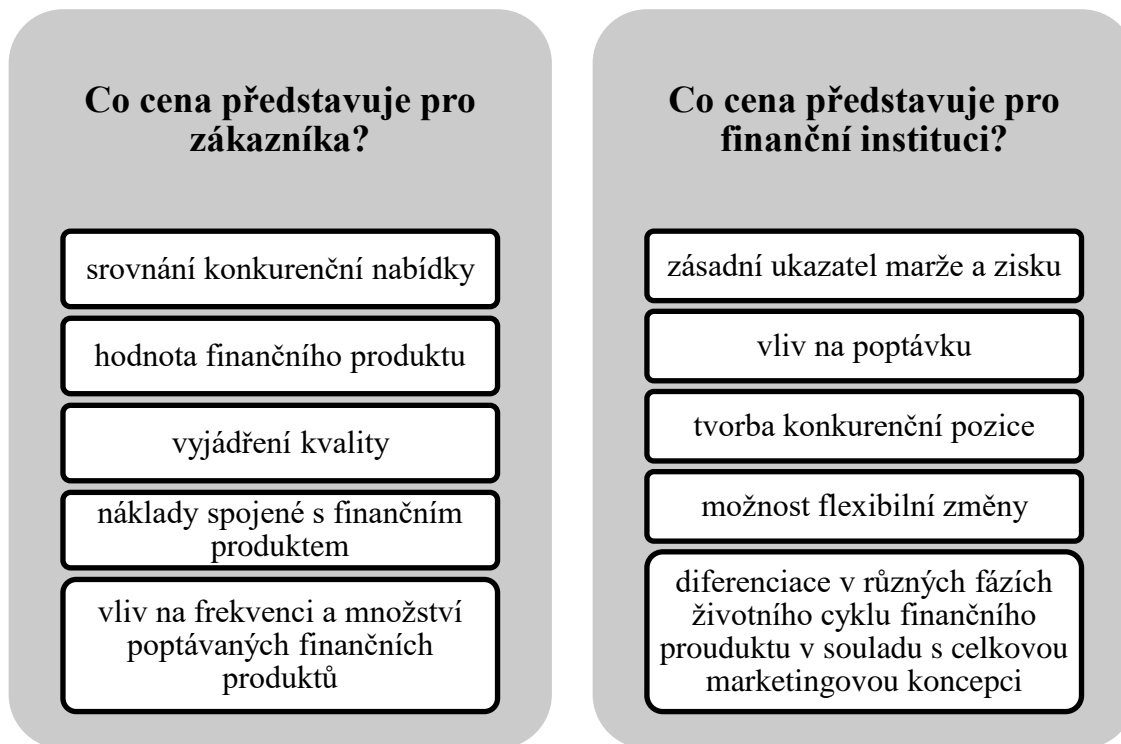 Co cena představuje pro
zákazníka?
srovnání konkurenční nabídky
hodnota finančního produktu
vyjádření kvality
náklady spojené s finančním
produktem
vliv na frekvenci a množství
poptávaných finančních
produktů
Co cena představuje pro
finanční instituci?
zásadní ukazatel marže a zisku
vliv na poptávku
tvorba konkurenční pozice
možnost flexibilní změny
diferenciace v různých fázích
životního cyklu finančního
prouduktu v souladu s celkovou
marketingovou koncepci